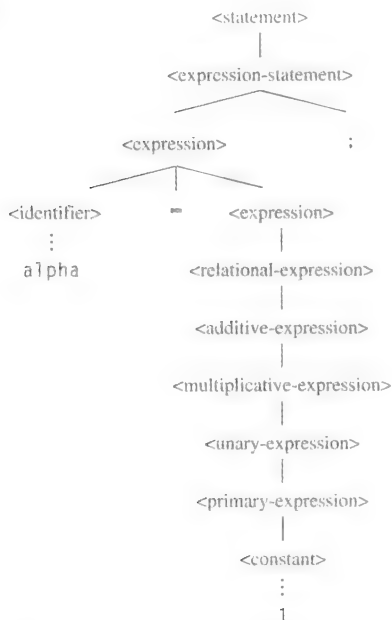 <statement>
<expression-statement>
<expression> ;
<identifier> = <expression>
⋮
alpha <relational-expression>
<additive-expression>
<multiplicative-expression>
<unary-expression>
<primary-expression>
<constant>
⋮
1